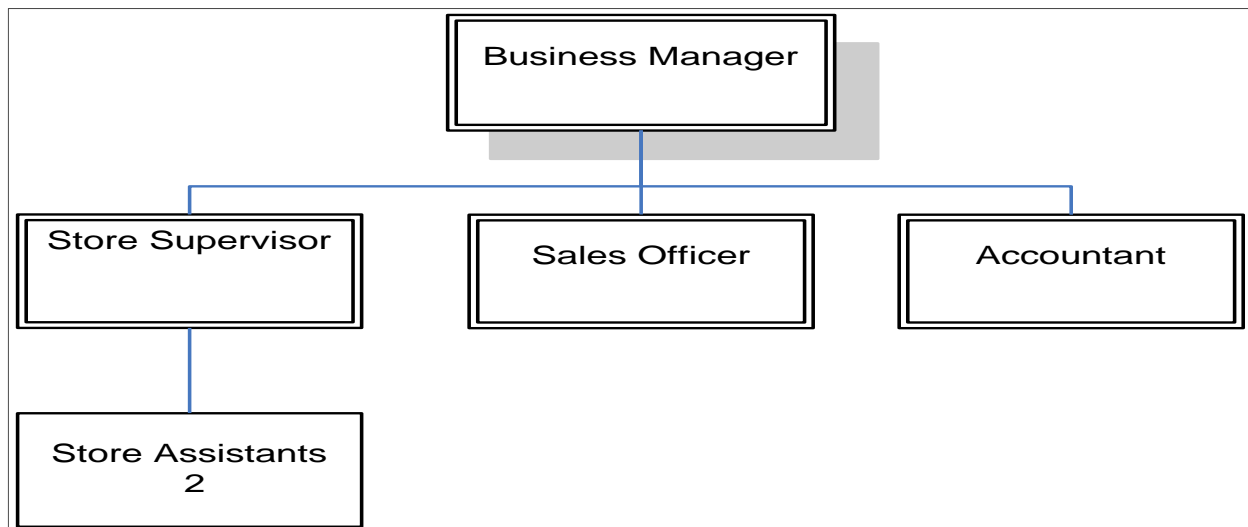 Business Manager
Store Supervisor
Sales Officer
Accountant
Store Assistants
2